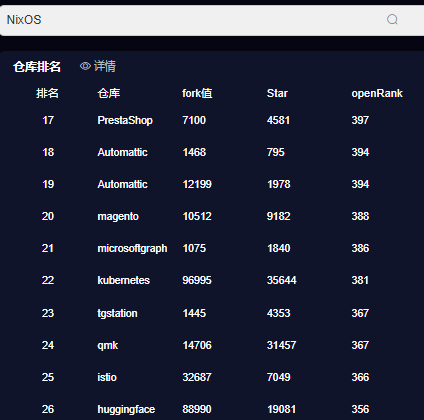 NixOS
仓库排名 详情
排名 仓库 fork值 Star openRank
17 PrestaShop 7100 4581 397
18 Automattic 1468 795 394
19 Automattic 12199 1978 394
20 magento 10512 9182 388
21 microsoftgraph 1075 1840 386
22 kubernetes 96995 35644 381
23 tgstation 1445 4353 367
24 qmk 14706 31457 367
25 istio 32687 7049 366
26 huggingface 88990 19081 356